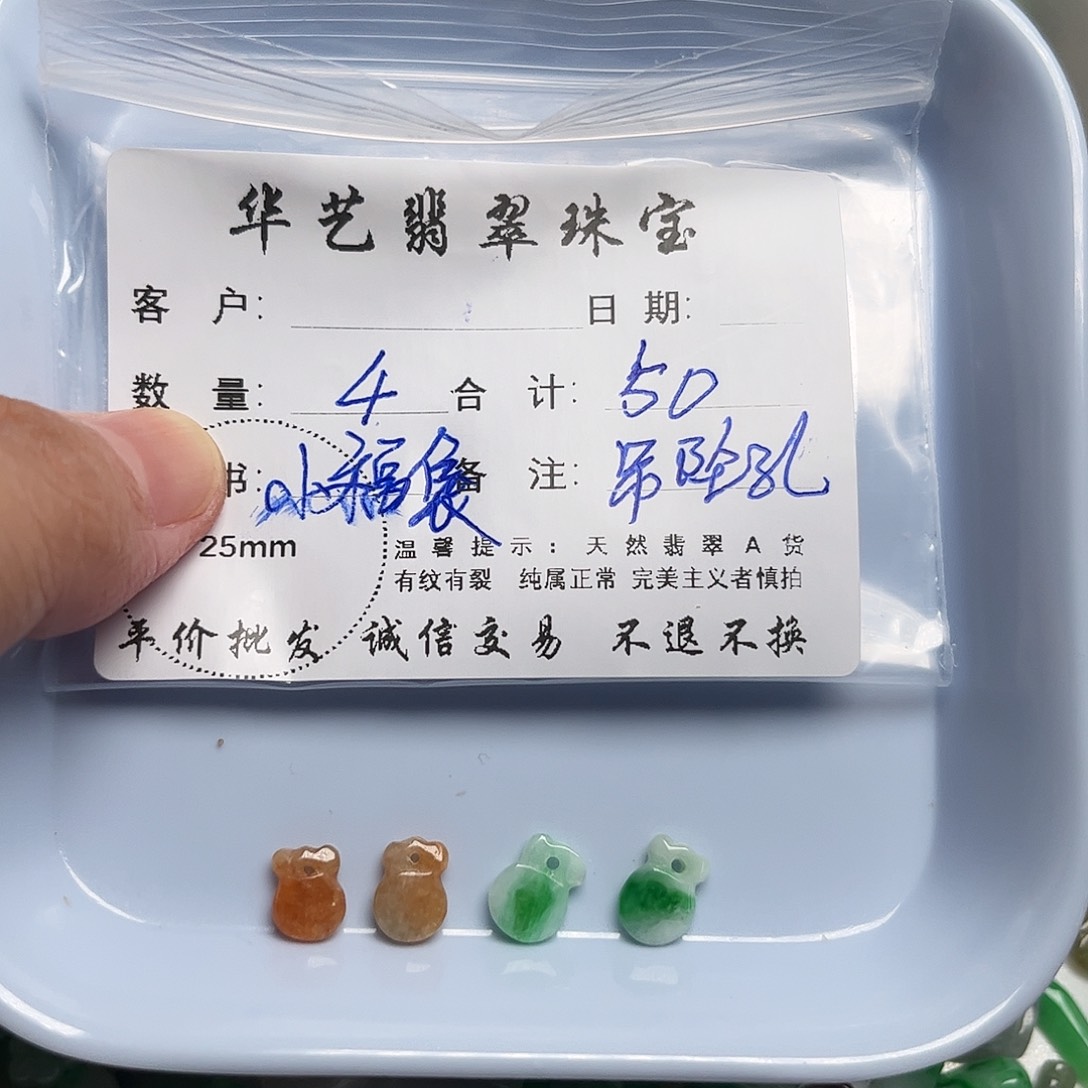 华艺翡翠珠宝
客 户: 日 期:
数 量: 4 合 计: 50
书: 小福袋 备 注: 吊坠孔
25mm 温馨提示: 天然翡翠A货
有纹有裂 纯属正常 完美主义者慎拍
平价批发 诚信交易 不退不换